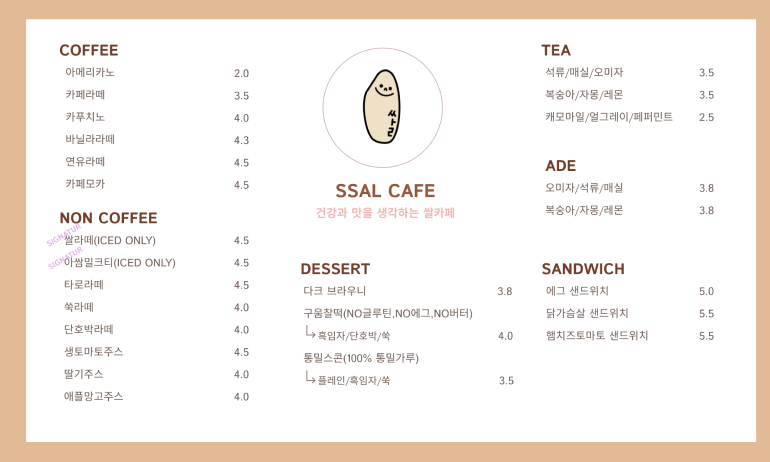 COFFEE
아메리카노 2.0
카페라떼 3.5
카푸치노 4.0
바닐라라떼 4.3
연유라떼 4.5
카페모카 4.5
NON COFFEE
SIGNATUR
쌀라떼(ICED ONLY) 4.5
SIGNATUR
아쌈밀크티(ICED ONLY) 4.5
타로라떼 4.5
쑥라떼 4.0
단호박라떼 4.0
생토마토주스 4.5
딸기주스 4.0
애플망고주스 4.0
쌀
SSAL CAFE
건강과 맛을 생각하는 쌀카페
DESSERT
다크 브라우니 3.8
구움찰떡(NO글루틴,NO에그,NO버터)
흑임자/단호박/쑥 4.0
통밀스콘(100% 통밀가루)
플레인/흑임자/쑥 3.5
TEA
석류/매실/오미자 3.5
복숭아/자몽/레몬 3.5
캐모마일/얼그레이/페퍼민트 2.5
ADE
오미자/석류/매실 3.8
복숭아/자몽/레몬 3.8
SANDWICH
에그 샌드위치 5.0
닭가슴살 샌드위치 5.5
햄치즈토마토 샌드위치 5.5